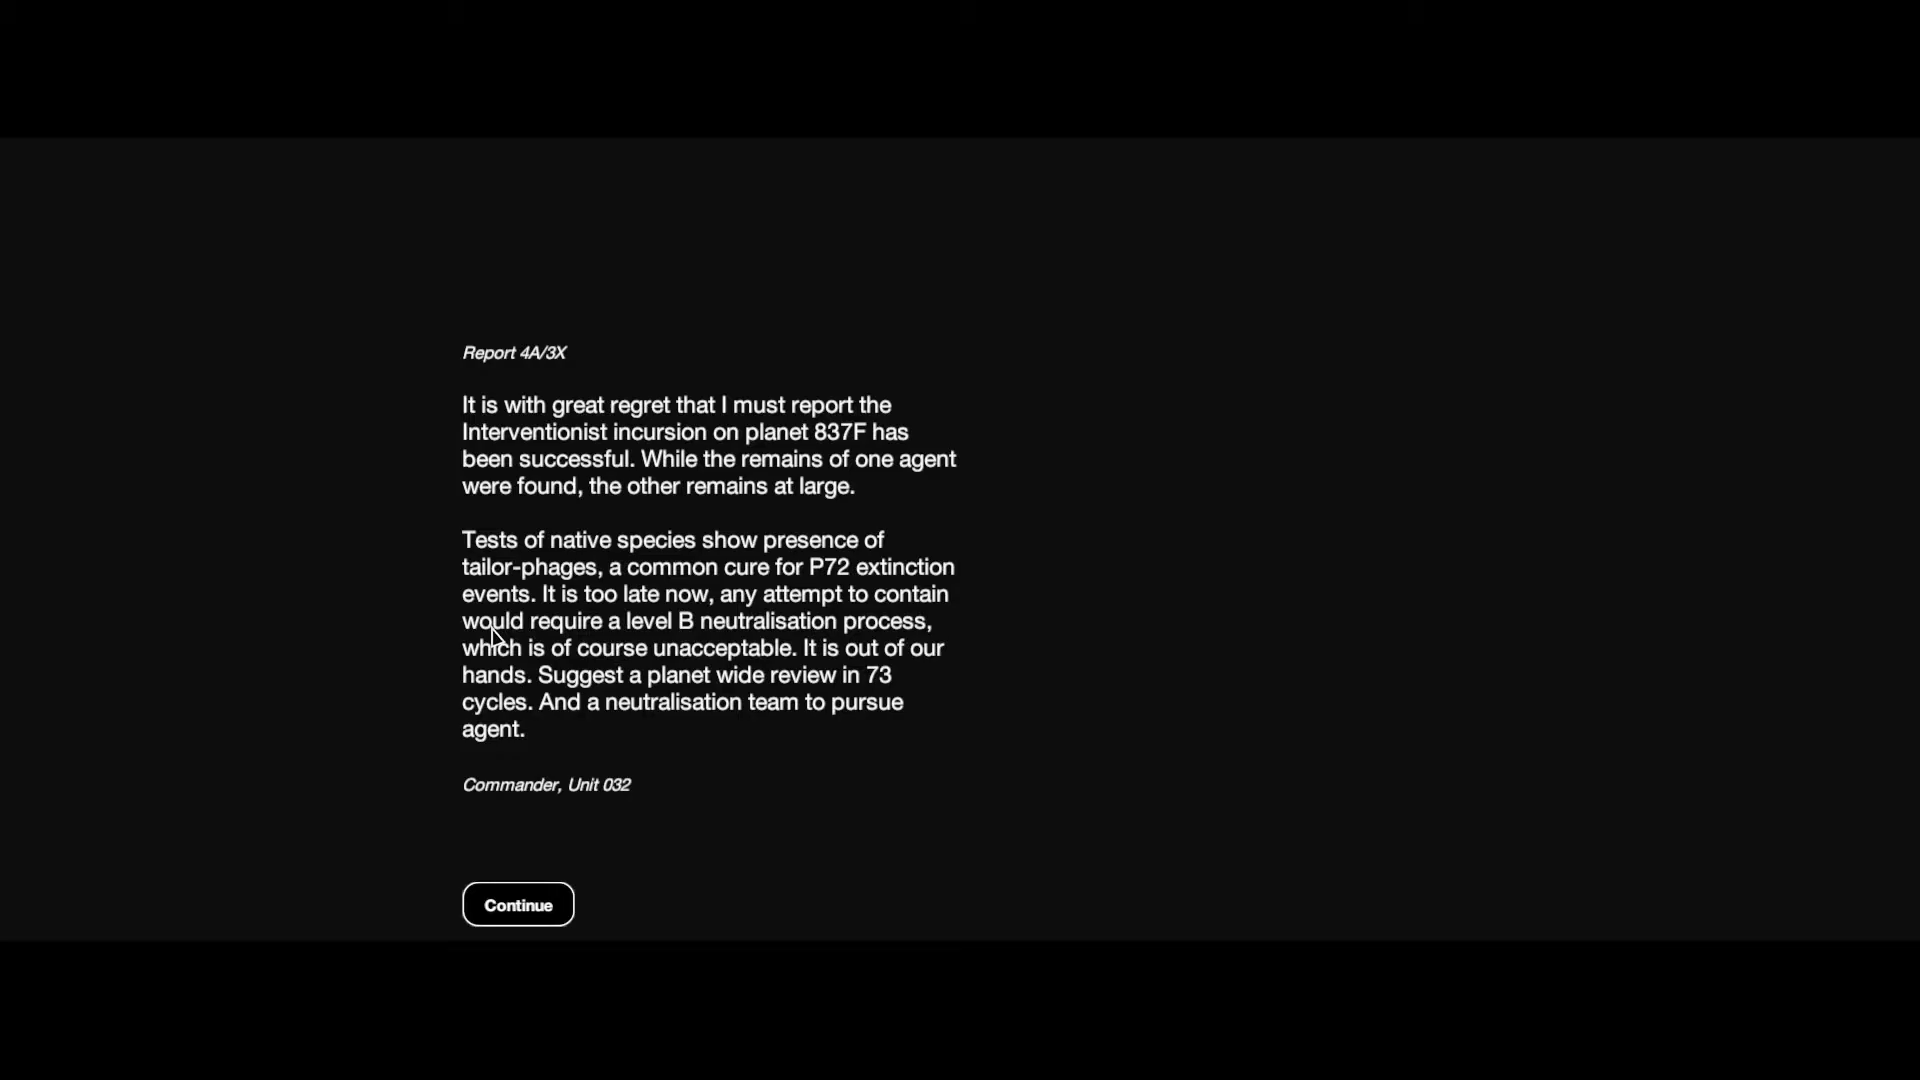 Report 4A/3X
It is with great regret that I must report the
Interventionist incursion on planet 837F has
been successful. While the remains of one agent
were found, the other remains at large.
Tests of native species show presence of
tailor-phages, a common cure for P72 extinction
events. It is too late now, any attempt to contain
would require a level B neutralisation process,
which is of course unacceptable. It is out of our
hands. Suggest a planet wide review in 73
cycles. And a neutralisation team to pursue
agent.
Commander, Unit 032
Continue